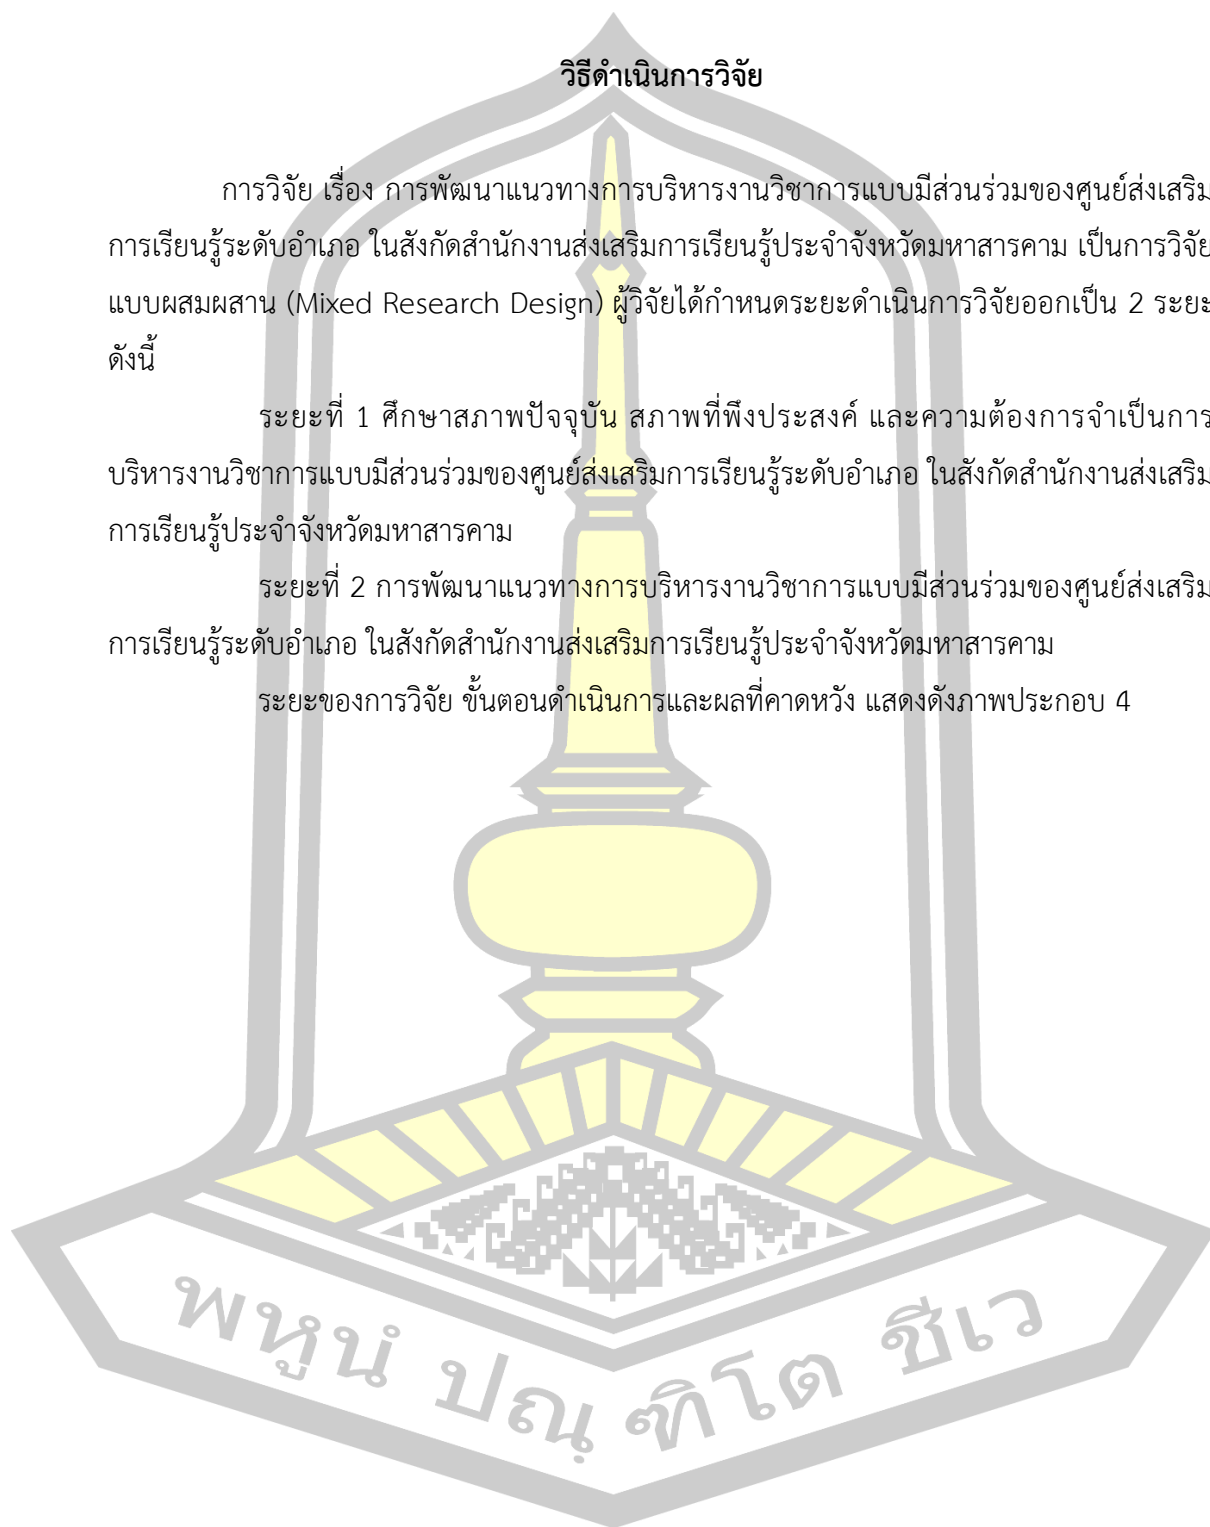 วิธีดำเนินการวิจัย
การวิจัย เรื่อง การพัฒนาแนวทางการบริหารงานวิชาการแบบมีส่วนร่วมของศูนย์ส่งเสริม
การเรียนรู้ระดับอำเภอ ในสังกัดสำนักงานส่งเสริมการเรียนรู้ประจำจังหวัดมหาสารคาม เป็นการวิจัย
แบบผสมผสาน (Mixed Research Design) ผู้วิจัยได้กำหนดระยะดำเนินการวิจัยออกเป็น 2 ระยะ
ดังนี้
ระยะที่ 1 ศึกษาสภาพปัจจุบัน สภาพที่พึงประสงค์ และความต้องการจำเป็นการ
บริหารงานวิชาการแบบมีส่วนร่วมของศูนย์ส่งเสริมการเรียนรู้ระดับอำเภอ ในสังกัดสำนักงานส่งเสริม
การเรียนรู้ประจำจังหวัดมหาสารคาม
ระยะที่ 2 การพัฒนาแนวทางการบริหารงานวิชาการแบบมีส่วนร่วมของศูนย์ส่งเสริม
การเรียนรู้ระดับอำเภอ ในสังกัดสำนักงานส่งเสริมการเรียนรู้ประจำจังหวัดมหาสารคาม
ระยะของการวิจัย ขั้นตอนดำเนินการและผลที่คาดหวัง แสดงดังภาพประกอบ 4
พหูนํ ปณฺฑิโต ชีเว